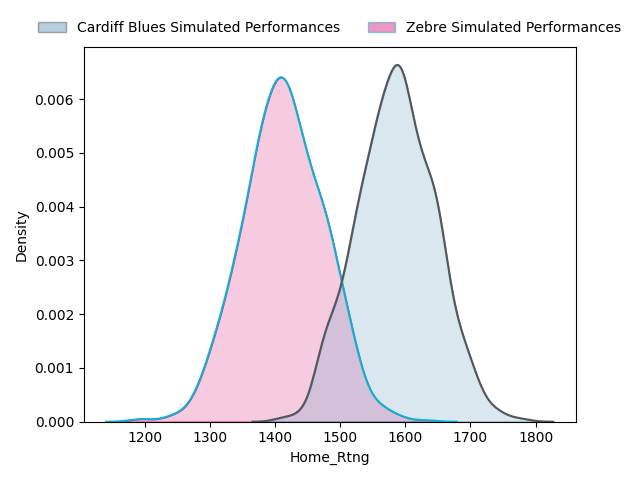 Cardiff Blues Simulated Performances
Zebre Simulated Performances
Density
0.006
0.005
0.004
0.003
0.002
0.001
0.000
1200 1300 1400 1500 1600 1700 1800
Home_Rtng